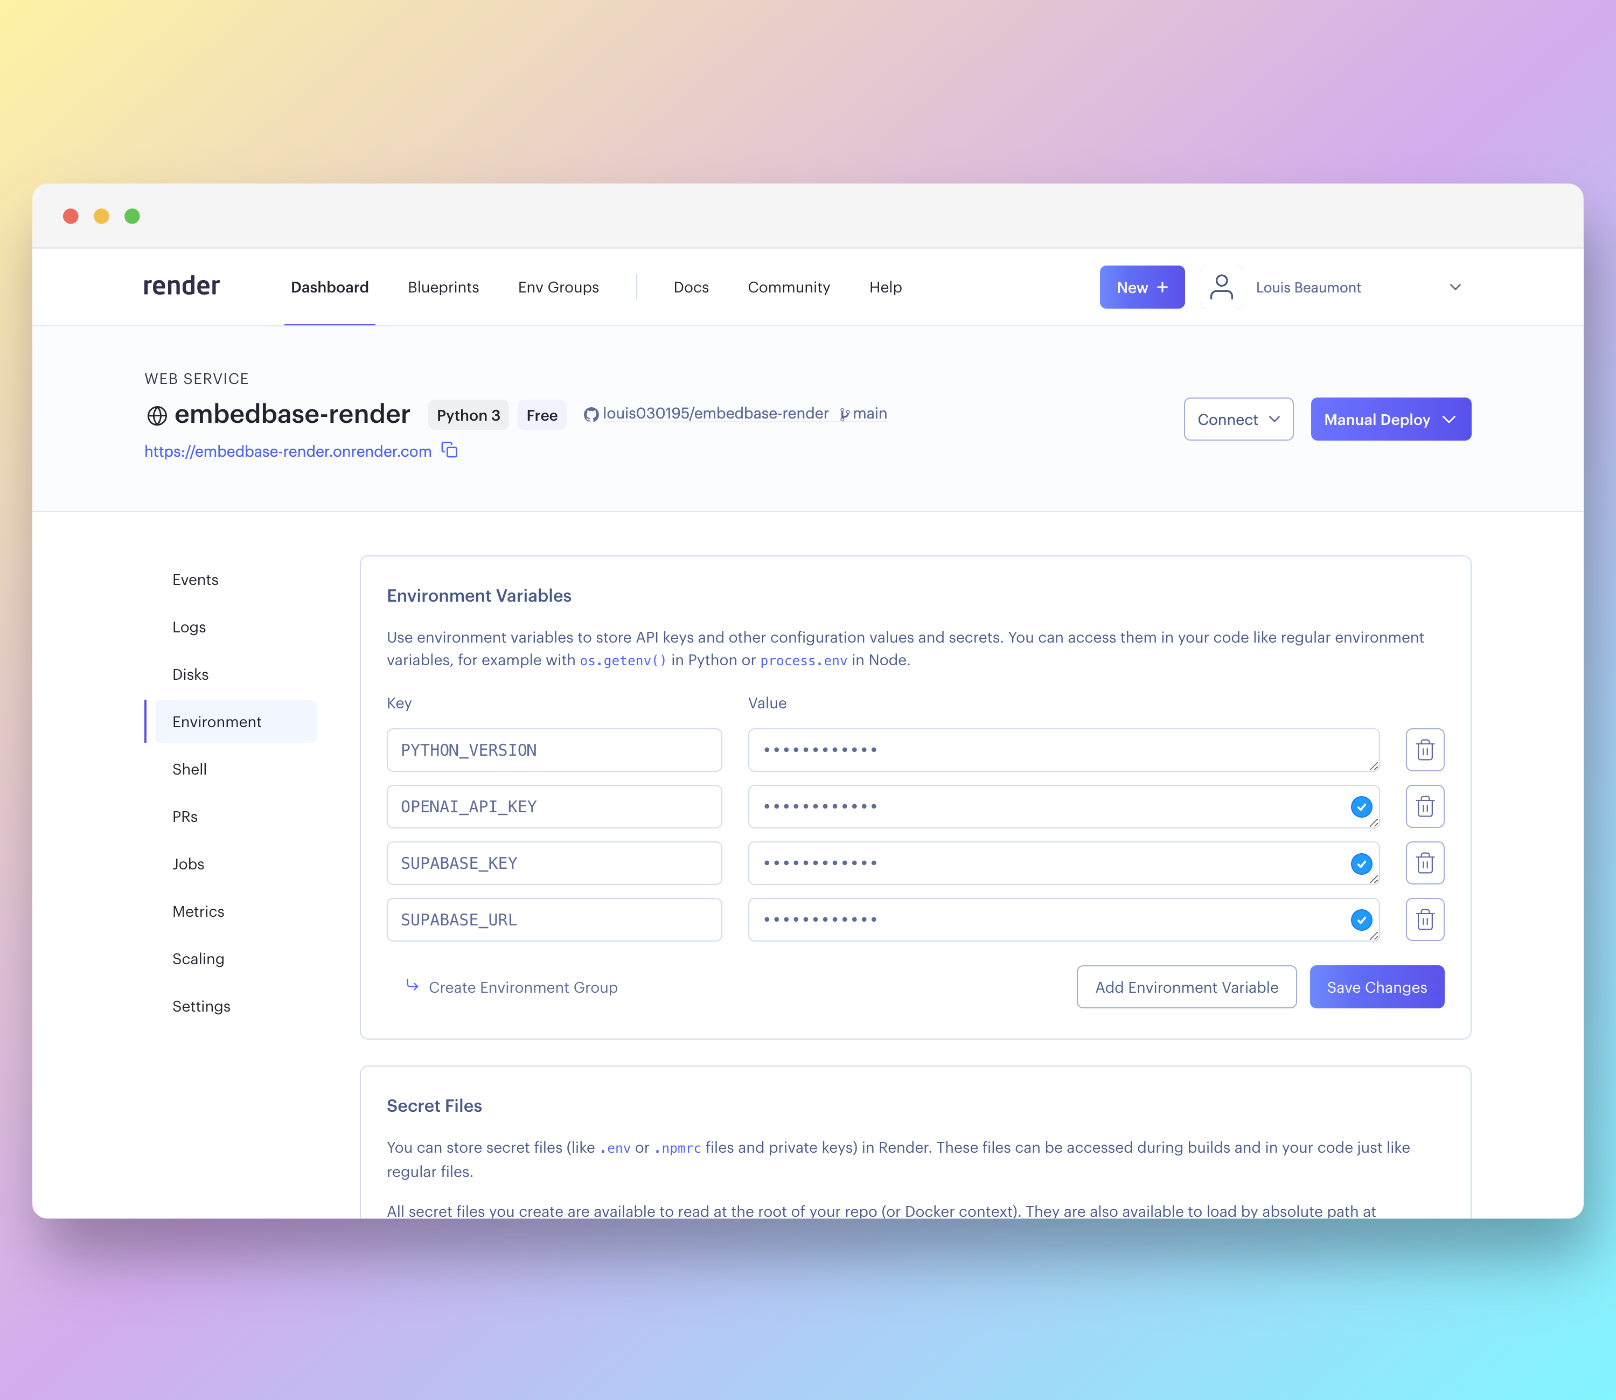 render
Dashboard Blueprints Env Groups Docs Community Help New + Louis Beaumont
WEB SERVICE
embedbase-render Python 3 Free louis030195/embedbase-render main
Connect Manual Deploy
https://embedbase-render.onrender.com
Events
Logs
Disks
Environment
Shell
PRs
Jobs
Metrics
Scaling
Settings
Environment Variables
Use environment variables to store API keys and other configuration values and secrets. You can access them in your code like regular environment
variables, for example with os.getenv() in Python or process.env in Node.
Key Value
PYTHON_VERSION ••••••••••••
OPENAI_API_KEY ••••••••••••
SUPABASE_KEY ••••••••••••
SUPABASE_URL ••••••••••••
Create Environment Group Add Environment Variable Save Changes
Secret Files
You can store secret files (like .env or .npmrc files and private keys) in Render. These files can be accessed during builds and in your code just like
regular files.
All secret files you create are available to read at the root of your repo (or Docker context). They are also available to load by absolute path at